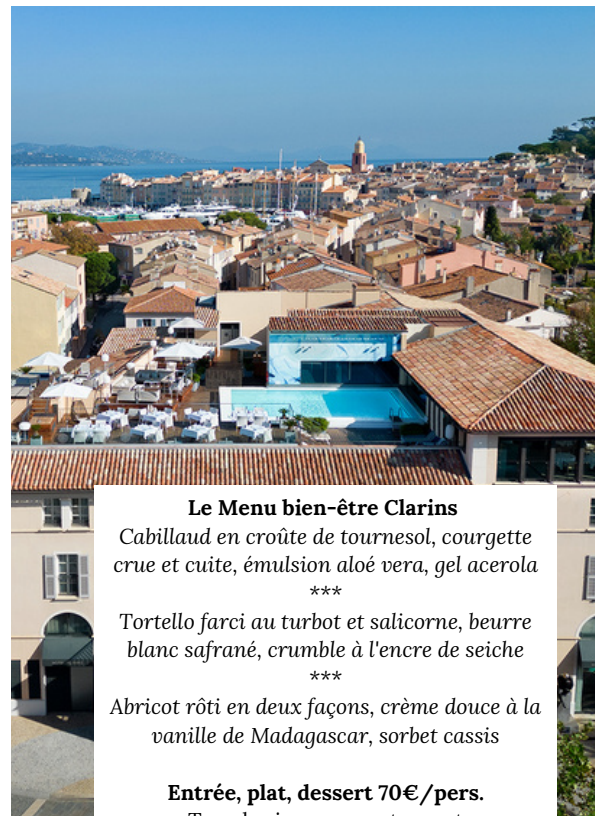 Le Menu bien-être Clarins
Cabillaud en croûte de tournesol, courgette
crue et cuite, émulsion aloé vera, gel acerola
***
Tortello farci au turbot et salicorne, beurre
blanc safrané, crumble à l'encre de seiche
***
Abricot rôti en deux façons, crème douce à la
vanille de Madagascar, sorbet cassis
Entrée, plat, dessert 70€/pers.